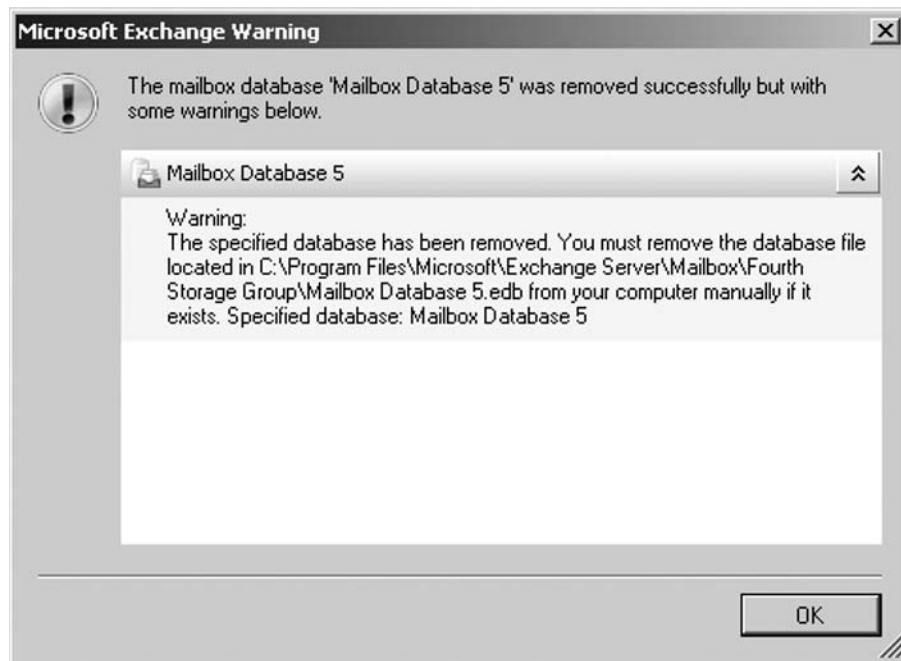 Microsoft Exchange Warning
The mailbox database 'Mailbox Database 5' was removed successfully but with
some warnings below.
Mailbox Database 5
Warning:
The specified database has been removed. You must remove the database file
located in C:\Program Files\Microsoft\Exchange Server\Mailbox\Fourth
Storage Group\Mailbox Database 5.edb from your computer manually if it
exists. Specified database: Mailbox Database 5
OK